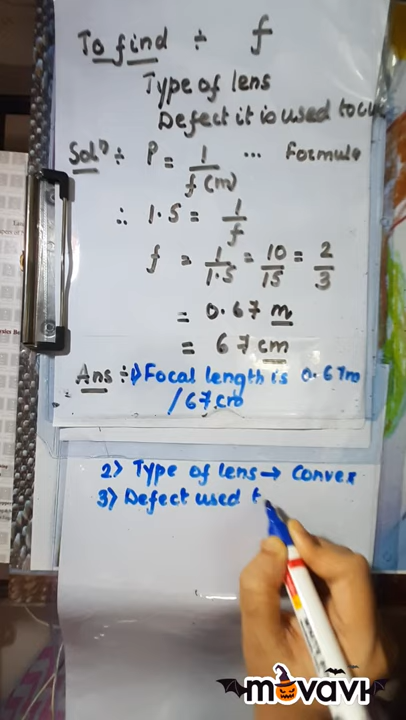 To find ÷ f
Type of lens
Defect it is used to
Solⁿ ÷ P = 1/f(m) ... Formula
∴ 1.5 = 1/f
f = 1/1.5 = 10/15 = 2/3
= 0.67 m
= 67 cm
Ans ÷ 1) Focal length is 0.67m
/67cm
2) Type of lens → Convex
3) Defect used t
movavi